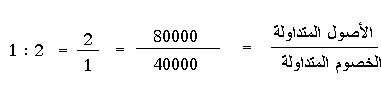 الأصول المتداولة
الخصوم المتداولة
=
80000
40000
=
2
1
= 1 : 2